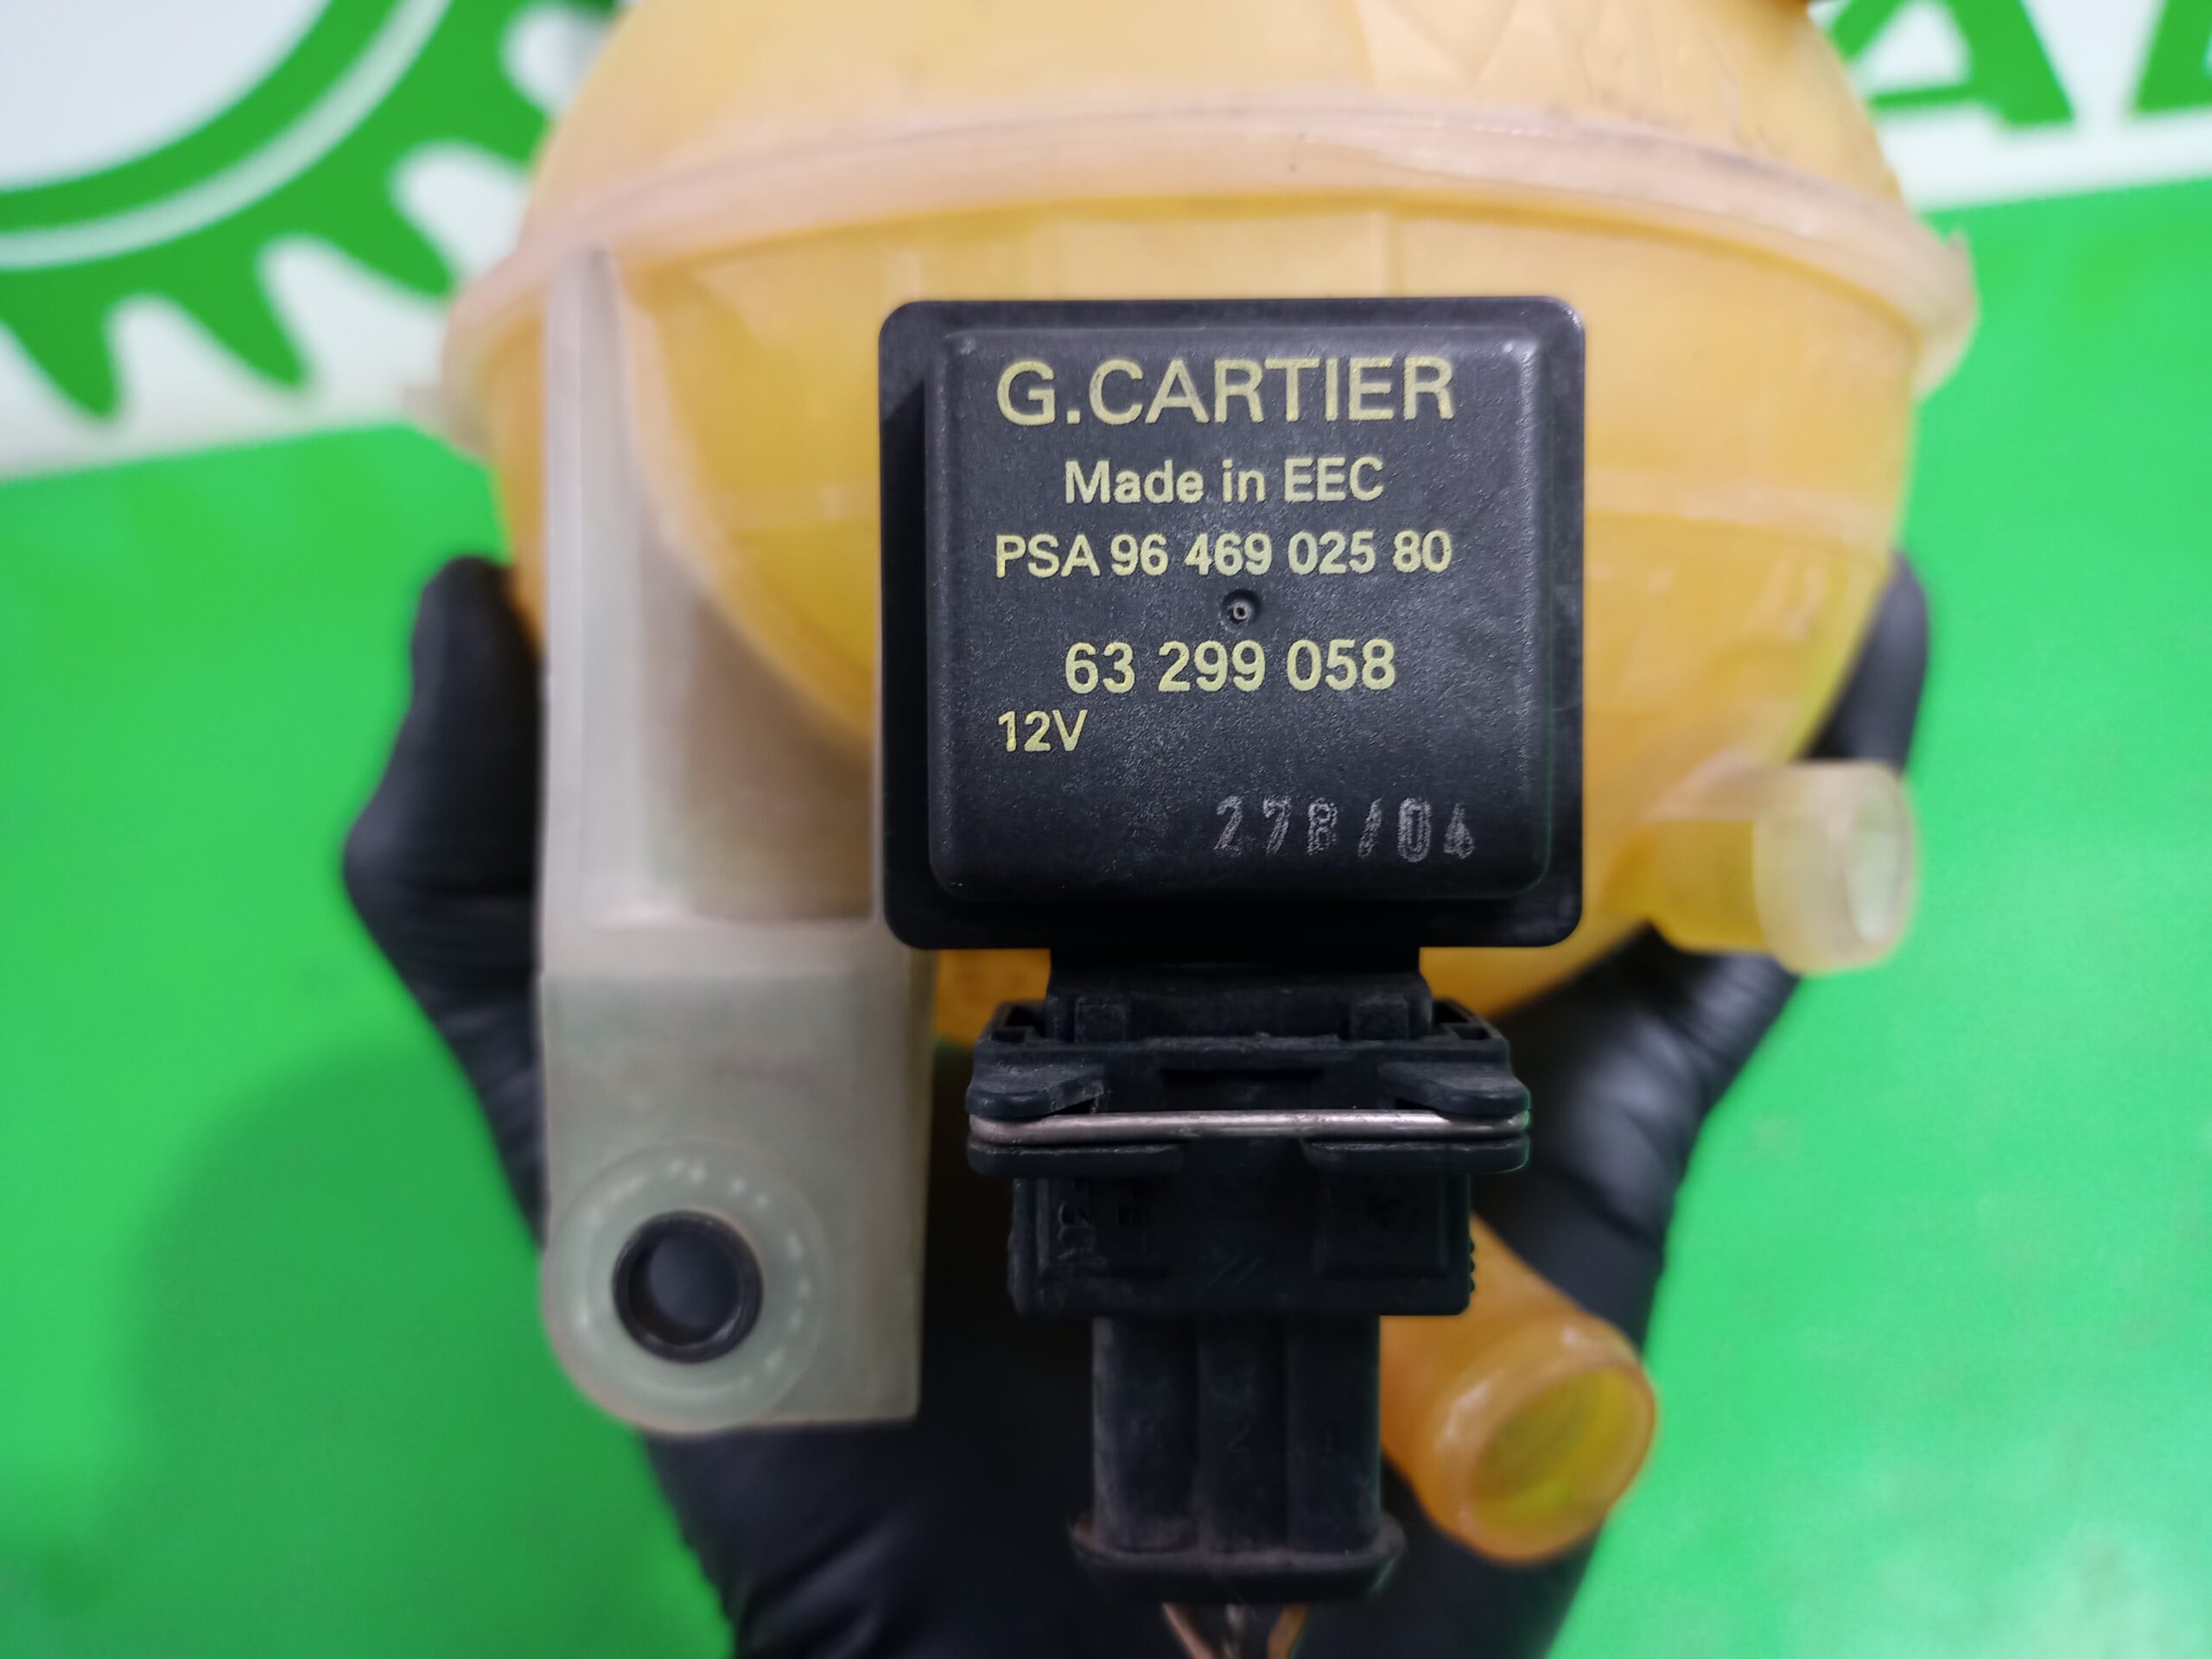 G.CARTIER
Made in EEC
PSA 96 469 025 80
63 299 058
12V
278/04